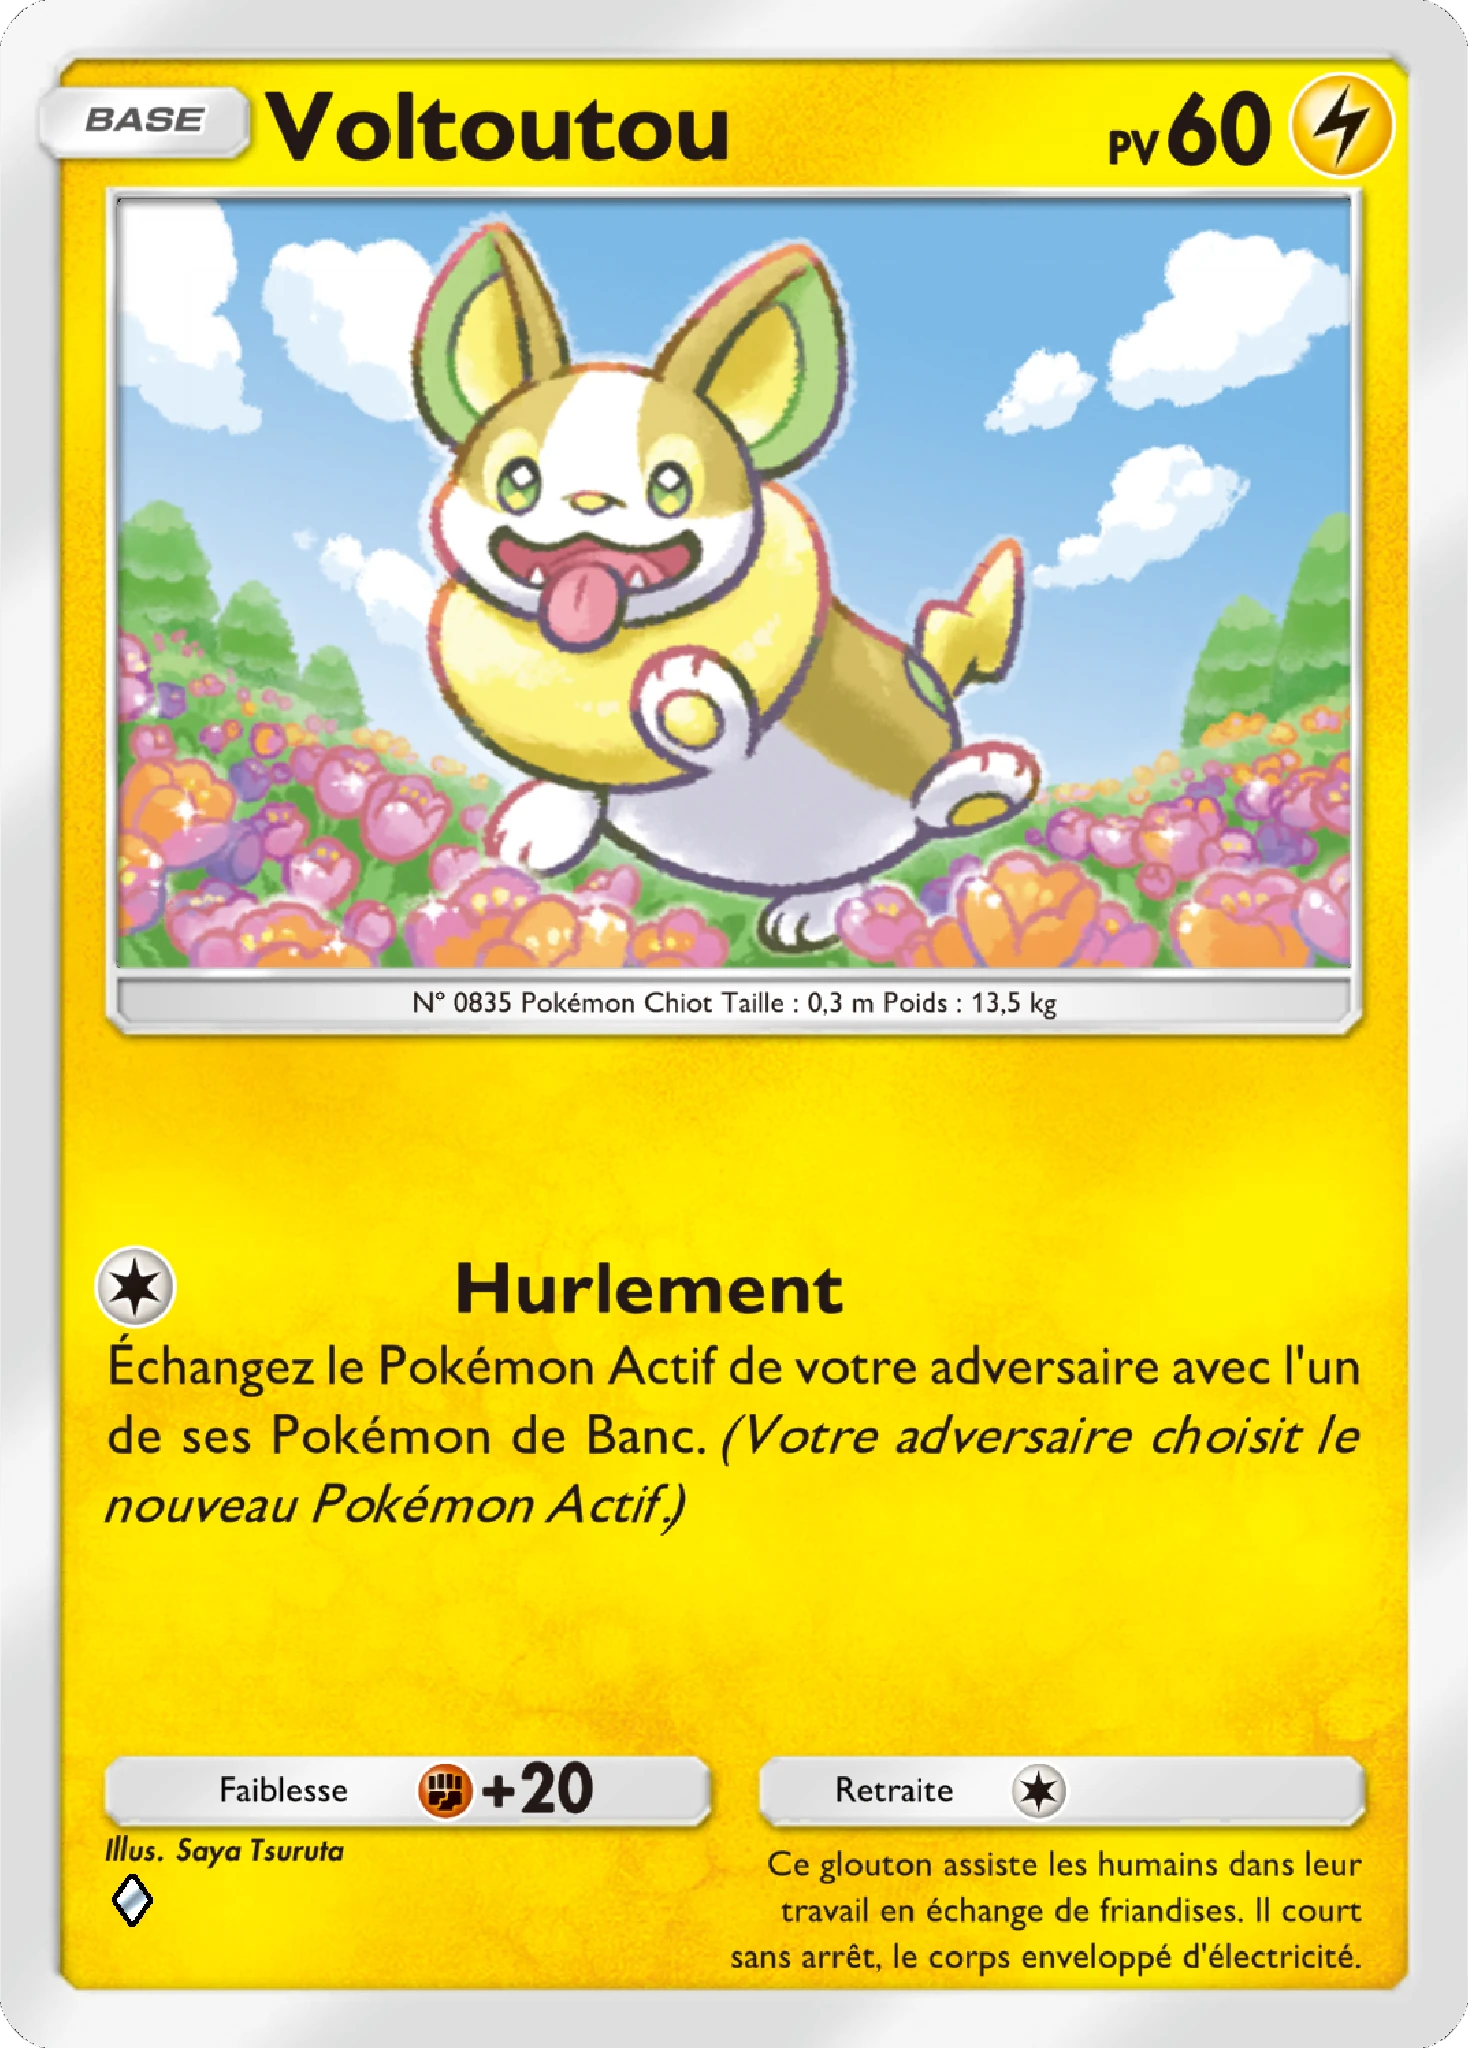 BASE
Voltoutou
PV 60
N° 0835 Pokémon Chiot Taille : 0,3 m Poids : 13,5 kg
Hurlement
Échangez le Pokémon Actif de votre adversaire avec l'un
de ses Pokémon de Banc. (Votre adversaire choisit le
nouveau Pokémon Actif.)
Faiblesse +20
Retraite
Illus. Saya Tsuruta
Ce glouton assiste les humains dans leur
travail en échange de friandises. Il court
sans arrêt, le corps enveloppé d'électricité.